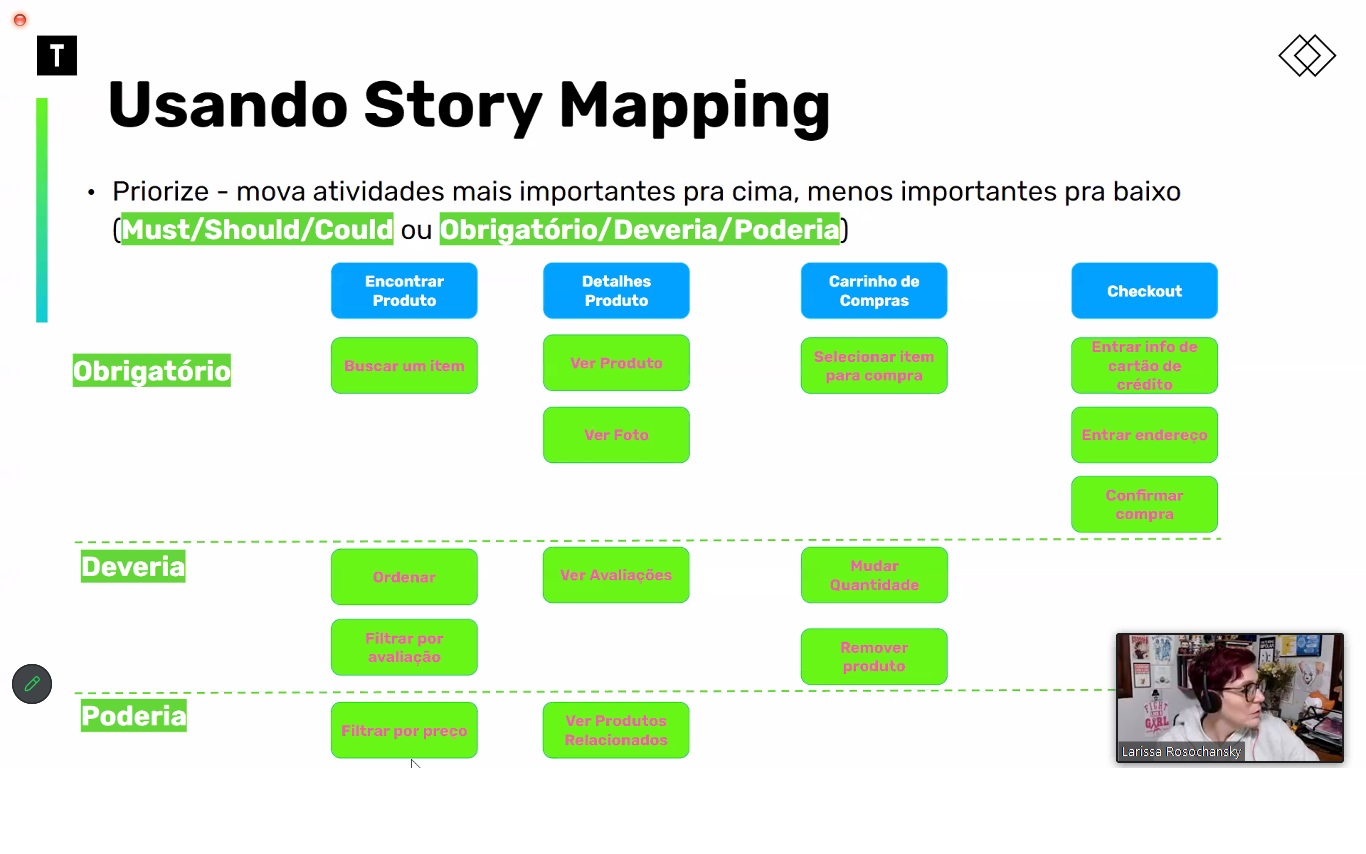 T
Usando Story Mapping
• Priorize - mova atividades mais importantes pra cima, menos importantes pra baixo
(Must/Should/Could ou Obrigatório/Deveria/Poderia)
Encontrar
Produto
Detalhes
Produto
Carrinho de
Compras
Checkout
Obrigatório
Buscar um item
Ver Produto
Selecionar item
para compra
Entrar info de
cartão de
crédito
Ver Foto
Entrar endereço
Confirmar
compra
Deveria
Ordenar
Ver Avaliações
Mudar
Quantidade
Filtrar por
avaliação
Remover
produto
Poderia
Filtrar por preço
Ver Produtos
Relacionados
FIGHT
LIKE A
GIRL
Larissa Rosochansky